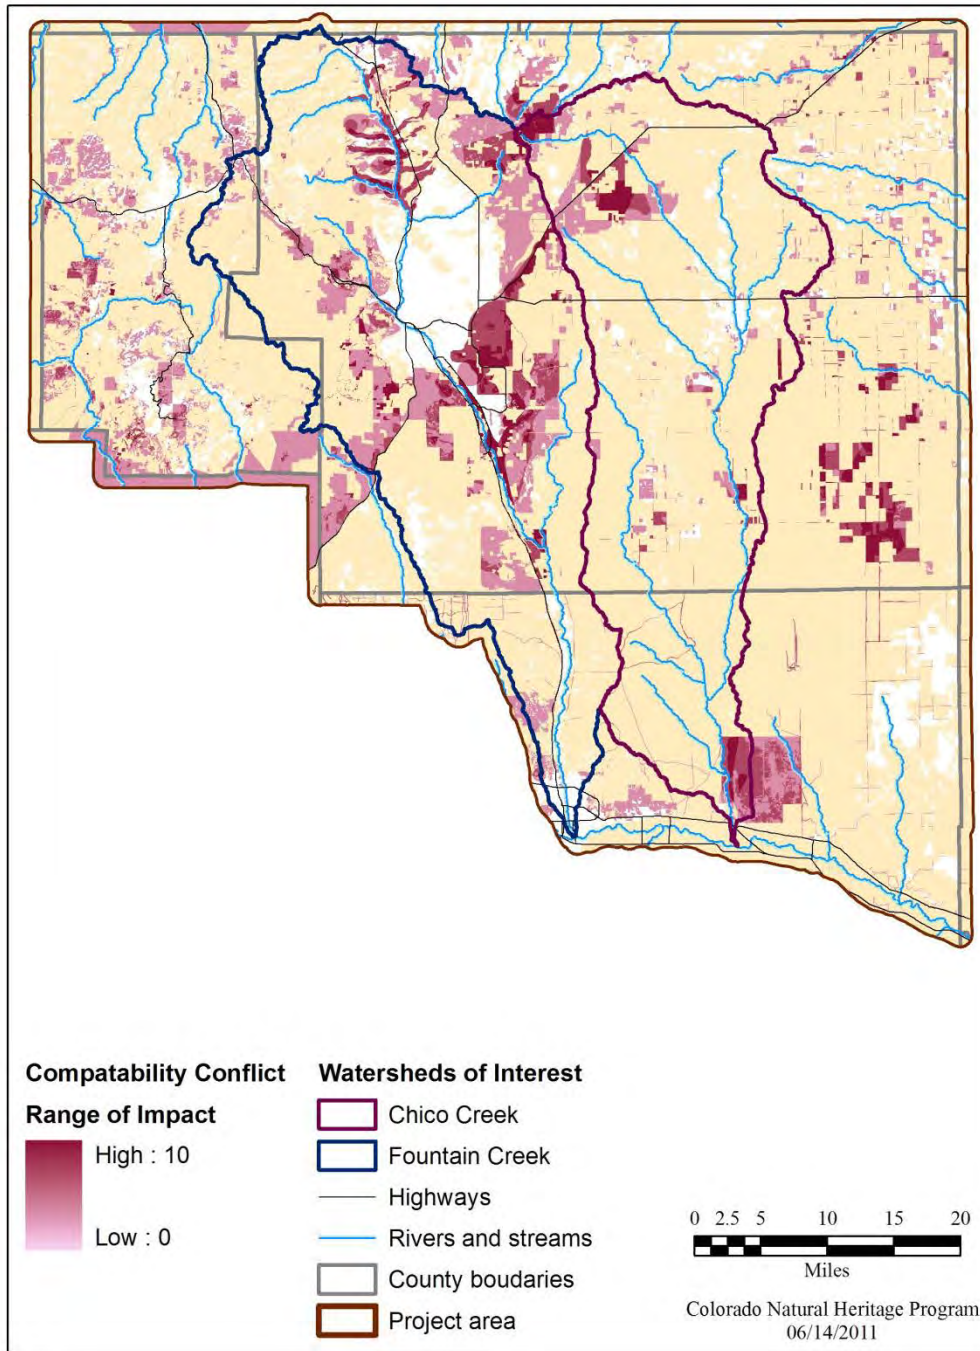 Compatability Conflict
Range of Impact
High : 10
Low : 0
Watersheds of Interest
Chico Creek
Fountain Creek
Highways
Rivers and streams
County boudaries
Project area
0 2.5 5 10 15 20
Miles
Colorado Natural Heritage Program
06/14/2011